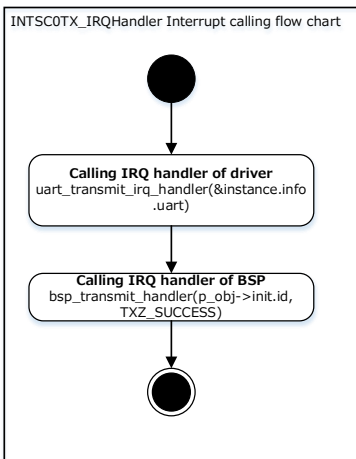 INTSC0TX_IRQHandler Interrupt calling flow chart
Calling IRQ handler of driver
uart_transmit_irq_handler(&instance.info
.uart)
Calling IRQ handler of BSP
bsp_transmit_handler(p_obj->init.id,
TXZ_SUCCESS)